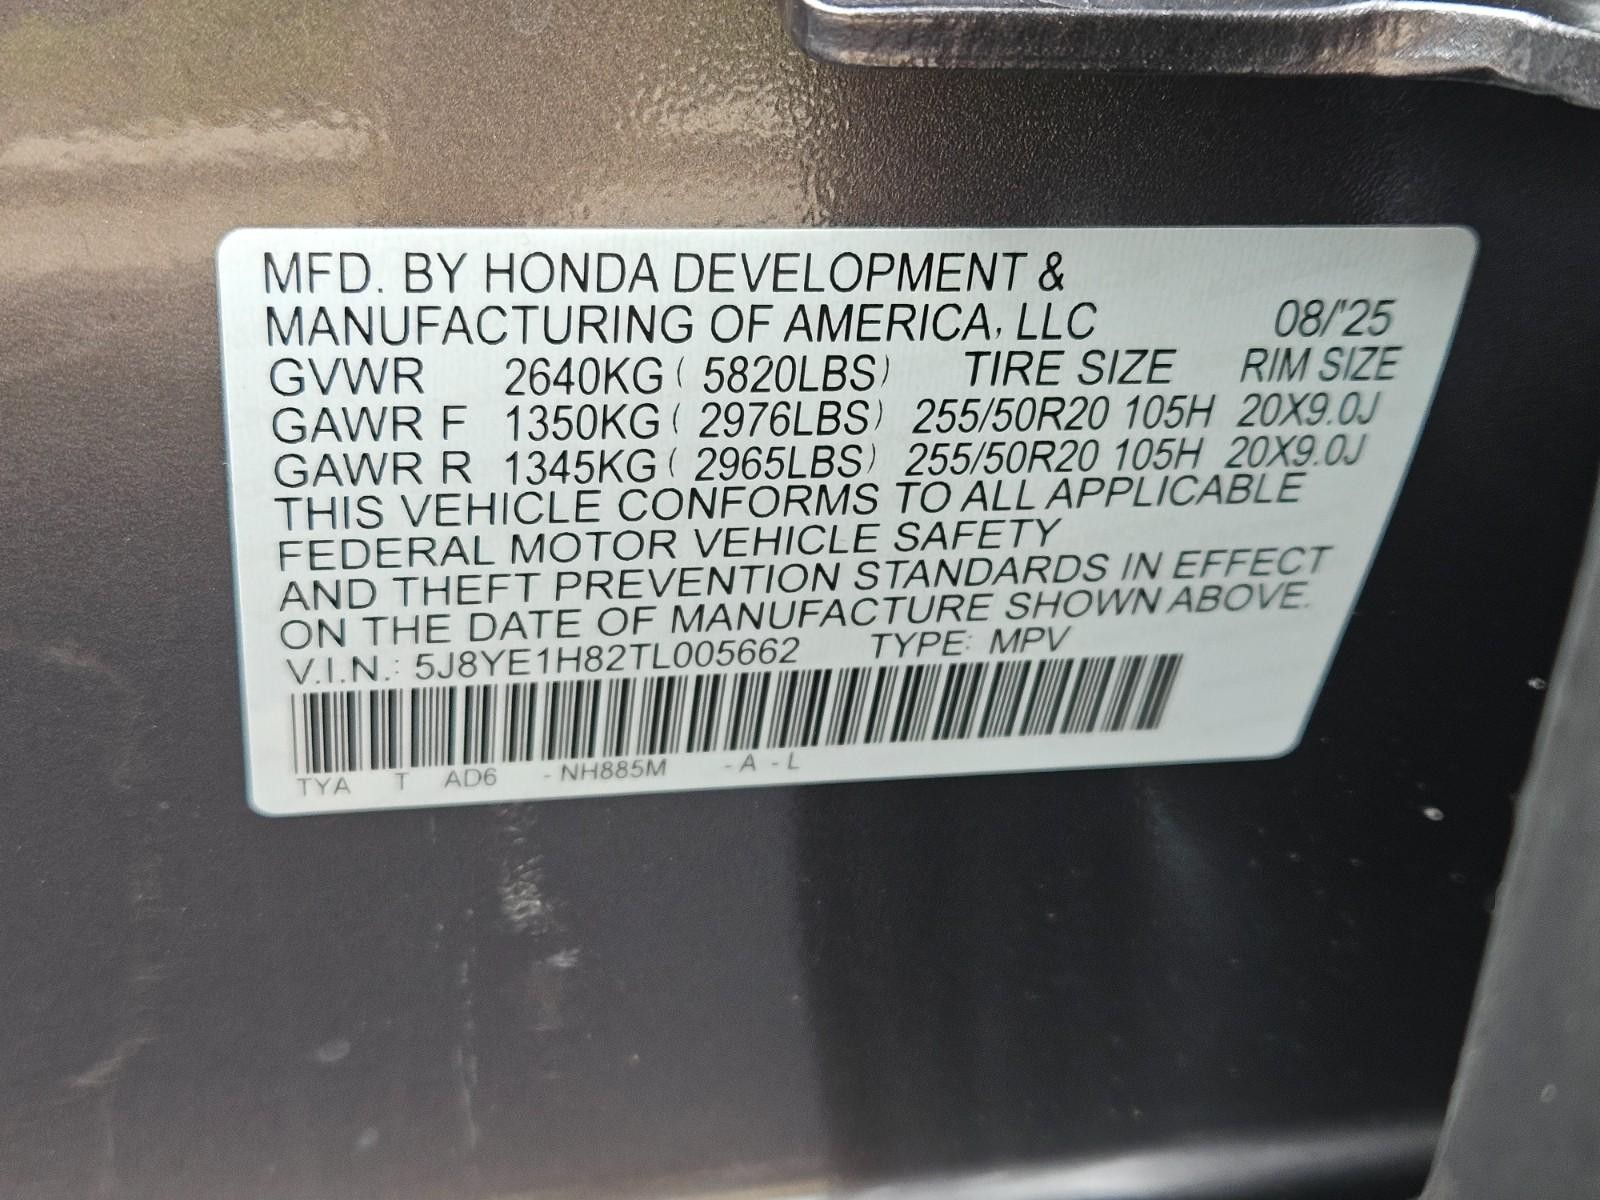 MFD. BY HONDA DEVELOPMENT &
MANUFACTURING OF AMERICA, LLC 08/'25
GVWR 2640KG ( 5820LBS) TIRE SIZE RIM SIZE
GAWR F 1350KG ( 2976LBS) 255/50R20 105H 20X9.0J
GAWR R 1345KG ( 2965LBS) 255/50R20 105H 20X9.0J
THIS VEHICLE CONFORMS TO ALL APPLICABLE
FEDERAL MOTOR VEHICLE SAFETY
AND THEFT PREVENTION STANDARDS IN EFFECT
ON THE DATE OF MANUFACTURE SHOWN ABOVE.
V.I.N.: 5J8YE1H82TL005662 TYPE: MPV
TYA T AD6 - NH885M - A - L